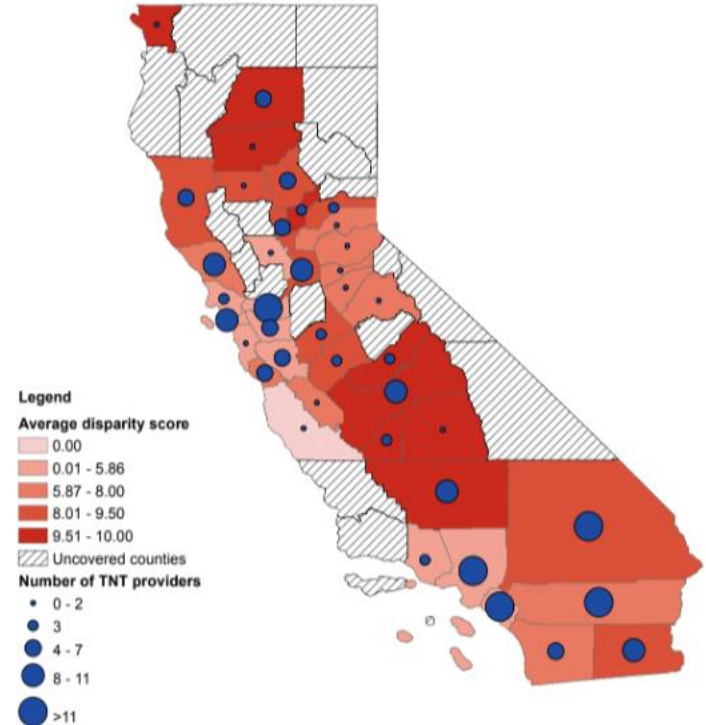 Legend
Average disparity score
0.00
0.01 - 5.86
5.87 - 8.00
8.01 - 9.50
9.51 - 10.00
Uncovered counties
Number of TNT providers
0 - 2
3
4 - 7
8 - 11
>11